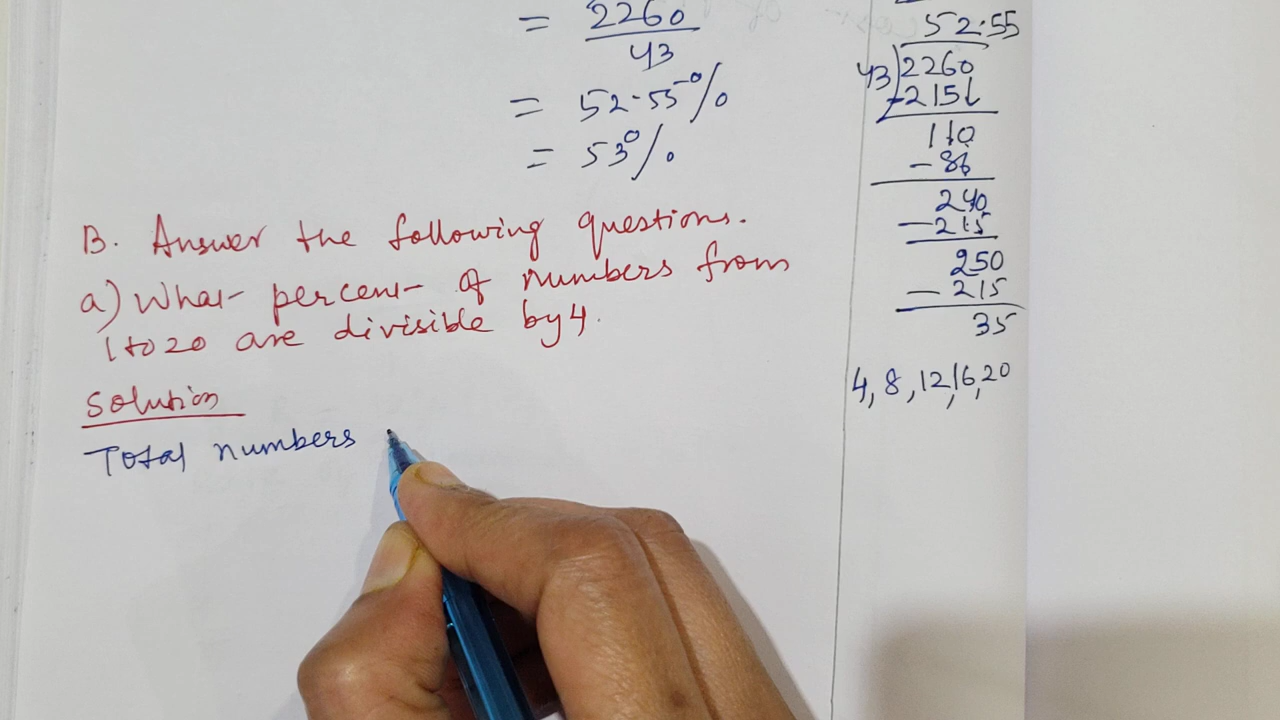 = 2260
43
= 52.55%
= 53%
B. Answer the following questions.
a) What percent of numbers from
1 to 20 are divisible by 4.
Solution
Total numbers
52.55
43)2260
-215↓
110
- 86
240
- 215
250
- 215
35
4, 8, 12, 16, 20